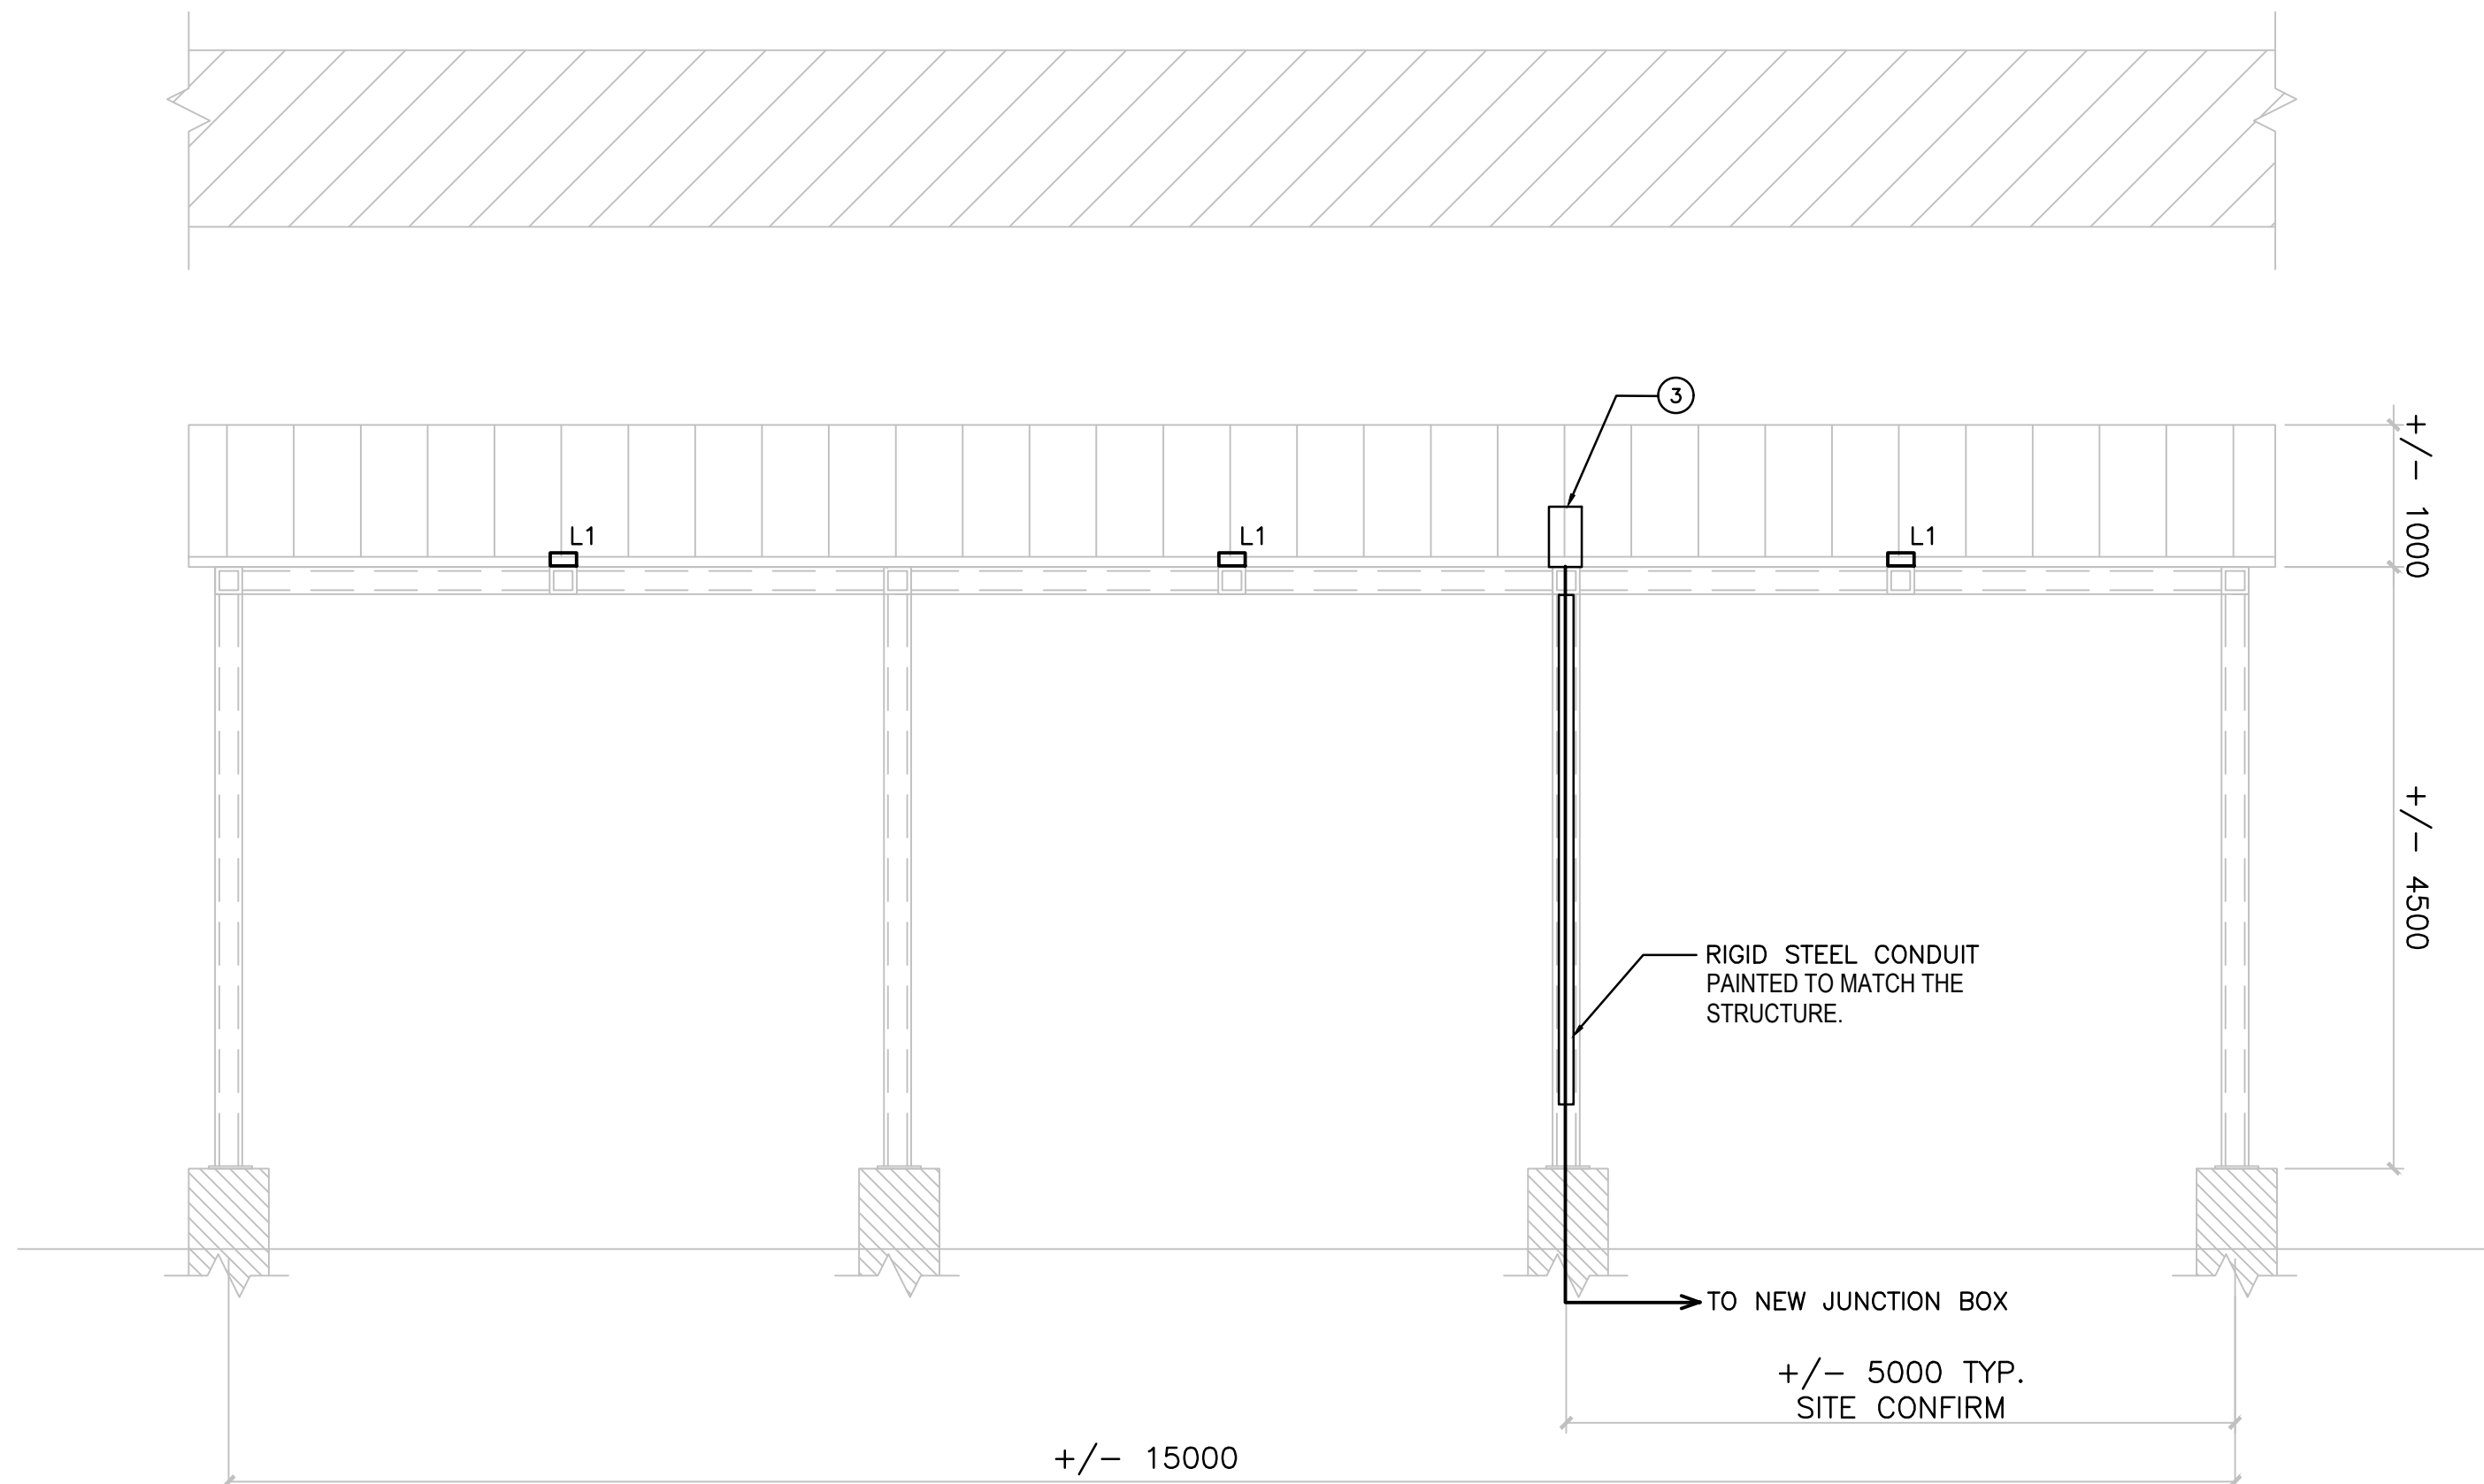 3
+/- 1000
L1
L1
L1
+/- 4500
RIGID STEEL CONDUIT
PAINTED TO MATCH THE
STRUCTURE.
TO NEW JUNCTION BOX
+/- 5000 TYP.
SITE CONFIRM
+/- 15000